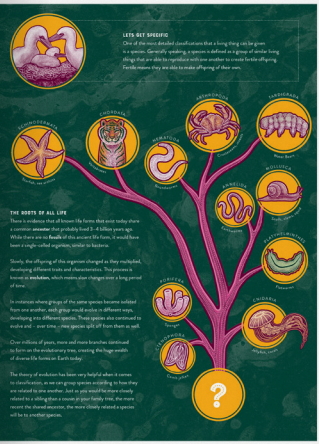 LETS GET SPECIFIC
One of the most detailed classifications that a living thing can be given
is a species. Generally speaking, a species is defined as a group of similar living
things that are able to reproduce with one another to create fertile offspring.
Fertile means they are able to make offspring of their own.
ARTHROPODA
TARDIGRADA
CHORDATA
ECHINODERMATA
NEMATODA
Water Bears
MOLLUSCA
Roundworms
ANNELIDA
THE ROOTS OF ALL LIFE
There is evidence that all known life forms that exist today share
a common ancestor that probably lived 3–4 billion years ago.
While there are no fossils of this ancient life form, it would have
been a single-celled organism, similar to bacteria.
Slowly, the offspring of this organism changed as they multiplied,
developing different traits and characteristics. This process is
known as evolution, which means slow changes over a long period
of time.
PLATYHELMINTHES
Flatworms
In instances where groups of the same species became isolated
from one another, each group would evolve in different ways,
developing into different species. These species also continued to
evolve and – over time – new species split off from them as well.
PORIFERA
Sponges
CNIDARIA
Over millions of years, more and more branches continued
to form on the evolutionary tree, creating the huge wealth
of diverse life forms on Earth today.
CTENOPHORA
Comb Jellies
The theory of evolution has been very helpful when it comes
to classification, as we can group species according to how they
are related to one another. Just as you would be more closely
related to a sibling than a cousin in your family tree, the more
recent the shared ancestor, the more closely related a species
will be to another species.
?